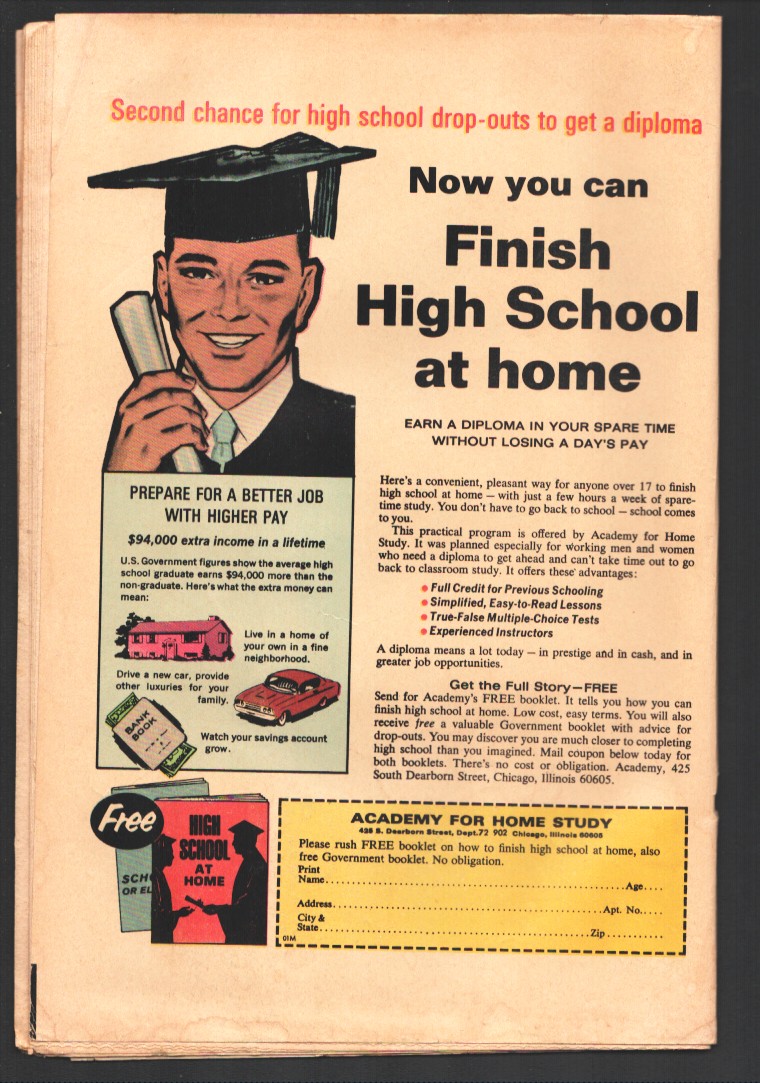 Second chance for high school drop-outs to get a diploma
Now you can
Finish
High School
at home
EARN A DIPLOMA IN YOUR SPARE TIME
WITHOUT LOSING A DAY'S PAY
PREPARE FOR A BETTER JOB
WITH HIGHER PAY
$94,000 extra income in a lifetime
U.S. Government figures show the average high
school graduate earns $94,000 more than the
non-graduate. Here's what the extra money can
mean:
Live in a home of
your own in a fine
neighborhood.
Drive a new car, provide
other luxuries for your
family.
BANK
BOOK
Watch your savings account
grow.
Here's a convenient, pleasant way for anyone over 17 to finish
high school at home — with just a few hours a week of spare-
time study. You don't have to go back to school — school comes
to you.
This practical program is offered by Academy for Home
Study. It was planned especially for working men and women
who need a diploma to get ahead and can't take time out to go
back to classroom study. It offers these advantages:
• Full Credit for Previous Schooling
• Simplified, Easy-to-Read Lessons
• True-False Multiple-Choice Tests
• Experienced Instructors
A diploma means a lot today — in prestige and in cash, and in
greater job opportunities.
Get the Full Story—FREE
Send for Academy's FREE booklet. It tells you how you can
finish high school at home. Low cost, easy terms. You will also
receive free a valuable Government booklet with advice for
drop-outs. You may discover you are much closer to completing
high school than you imagined. Mail coupon below today for
both booklets. There's no cost or obligation. Academy, 425
South Dearborn Street, Chicago, Illinois 60605.
Free
SCHO
OR EL
HIGH
SCHOOL
AT
HOME
ACADEMY FOR HOME STUDY
425 S. Dearborn Street, Dept.72 902 Chicago, Illinois 60605
Please rush FREE booklet on how to finish high school at home, also
free Government booklet. No obligation.
Print
Name....................Age....
Address....................Apt. No.....
City &
State....................Zip...........
01M